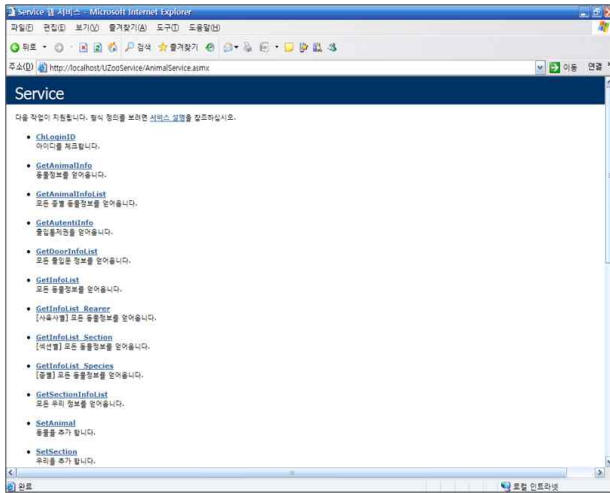 Service 웹 서비스 - Microsoft Internet Explorer
파일(F) 편집(E) 보기(V) 즐겨찾기(A) 도구(T) 도움말(H)
뒤로 검색 즐겨찾기
주소(D) http://localhost/UZooService/AnimalService.asmx 이동 연결
Service
다음 작업이 지원됩니다. 형식 정의를 보려면 서비스 설명을 참조하십시오.
ChLoginID
아이디를 체크합니다.
GetAnimalInfo
동물정보를 얻어옵니다.
GetAnimalInfoList
모든 종별 동물정보를 얻어옵니다.
GetAutentiInfo
출입통제권을 얻어옵니다.
GetDoorInfoList
모든 출입문 정보를 얻어옵니다.
GetInfoList
모든 동물정보를 얻어옵니다.
GetInfoList_Rearer
[사육사별] 모든 동물정보를 얻어옵니다.
GetInfoList_Section
[섹션별] 모든 동물정보를 얻어옵니다.
GetInfoList_Species
[종별] 모든 동물정보를 얻어옵니다.
GetSectionInfoList
모든 우리 정보를 얻어옵니다.
SetAnimal
동물를 추가 합니다.
SetSection
우리를 추가 합니다.
완료 로컬 인트라넷